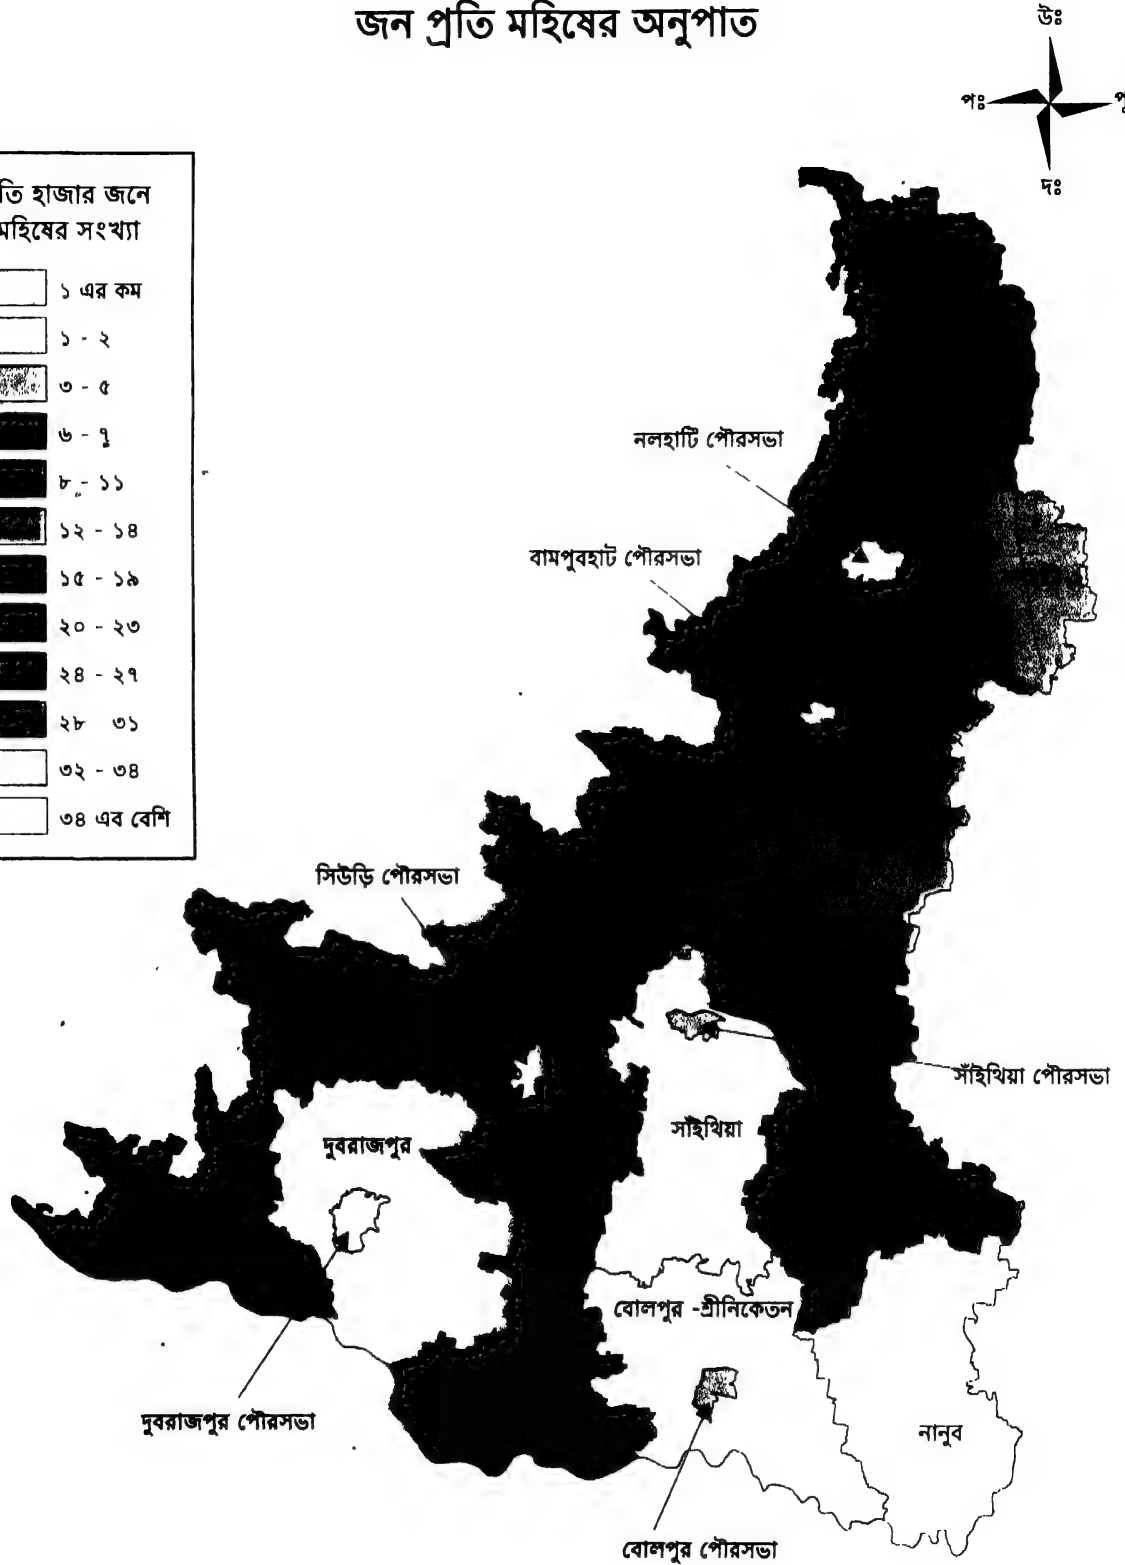 জন প্রতি মহিষের অনুপাত
উঃ
পঃ
দঃ
তি হাজার জনে
মহিষের সংখ্যা
১ এর কম
১ - ২
৩ - ৫
৬ - ৭
৮ - ১১
১২ - ১৪
১৫ - ১৯
২০ - ২৩
২৪ - ২৭
২৮ ৩১
৩২ - ৩৪
৩৪ এব বেশি
নলহাটি পৌরসভা
বামপুবহাট পৌরসভা
সিউড়ি পৌরসভা
সাঁইথিয়া পৌরসভা
সাঁইথিয়া
দুবরাজপুর
বোলপুর -শ্রীনিকেতন
দুবরাজপুর পৌরসভা
নানুব
বোলপুর পৌরসভা